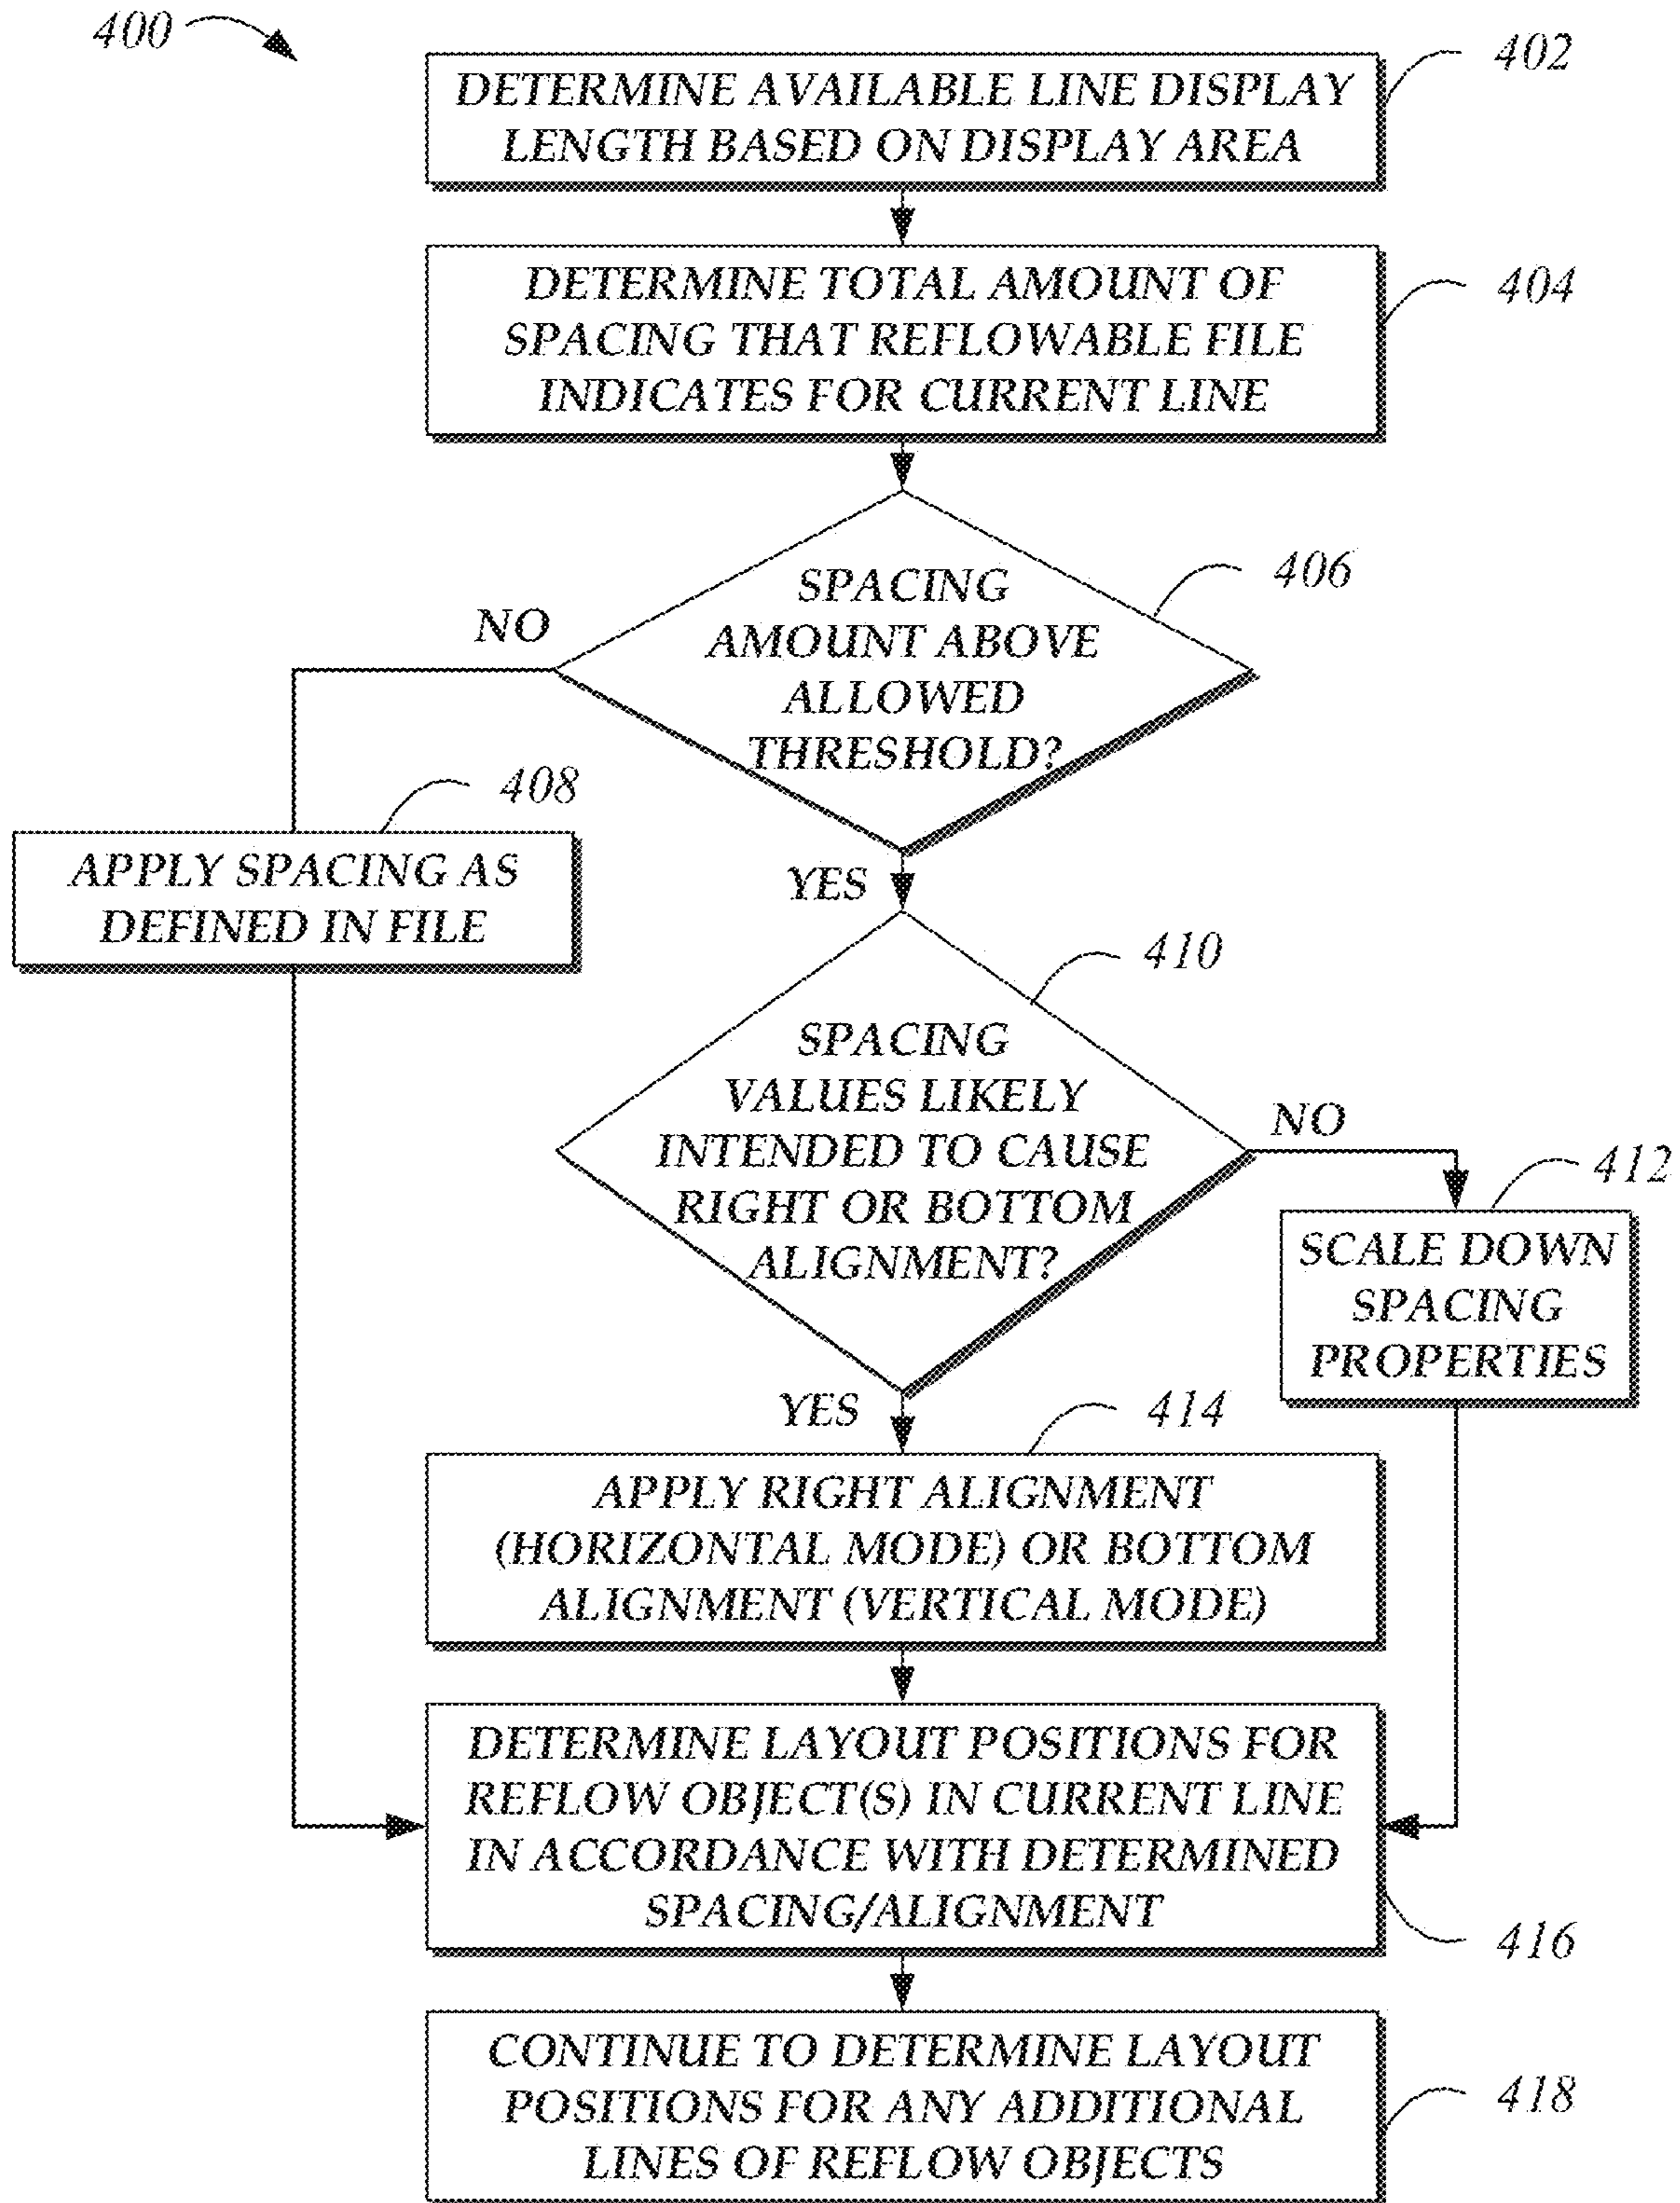 400
402
DETERMINE AVAILABLE LINE DISPLAY
LENGTH BASED ON DISPLAY AREA
404
DETERMINE TOTAL AMOUNT OF
SPACING THAT REFLOWABLE FILE
INDICATES FOR CURRENT LINE
406
SPACING
AMOUNT ABOVE
ALLOWED
THRESHOLD?
NO
408
APPLY SPACING AS
DEFINED IN FILE
YES
410
SPACING
VALUES LIKELY
INTENDED TO CAUSE
RIGHT OR BOTTOM
ALIGNMENT?
NO
412
SCALE DOWN
SPACING
PROPERTIES
YES
414
APPLY RIGHT ALIGNMENT
(HORIZONTAL MODE) OR BOTTOM
ALIGNMENT (VERTICAL MODE)
DETERMINE LAYOUT POSITIONS FOR
REFLOW OBJECT(S) IN CURRENT LINE
IN ACCORDANCE WITH DETERMINED
SPACING/ALIGNMENT
416
CONTINUE TO DETERMINE LAYOUT
POSITIONS FOR ANY ADDITIONAL
LINES OF REFLOW OBJECTS
418